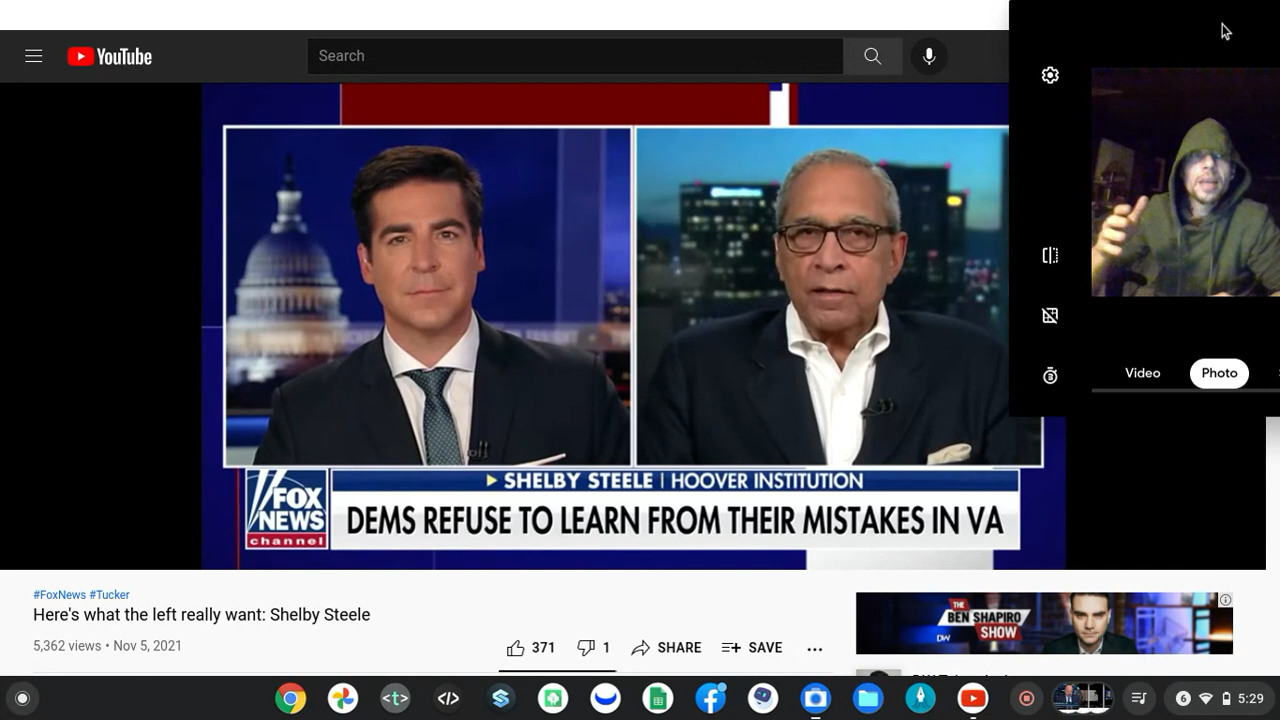 YouTube
Search
SHELBY STEELE | HOOVER INSTITUTION
FOX
NEWS
channel
DEMS REFUSE TO LEARN FROM THEIR MISTAKES IN VA
Video
Photo
#FoxNews #Tucker
Here's what the left really want: Shelby Steele
5,362 views • Nov 5, 2021
371
1
SHARE
SAVE
THE
BEN SHAPIRO
SHOW
DW
<t>
</>
6
5:29